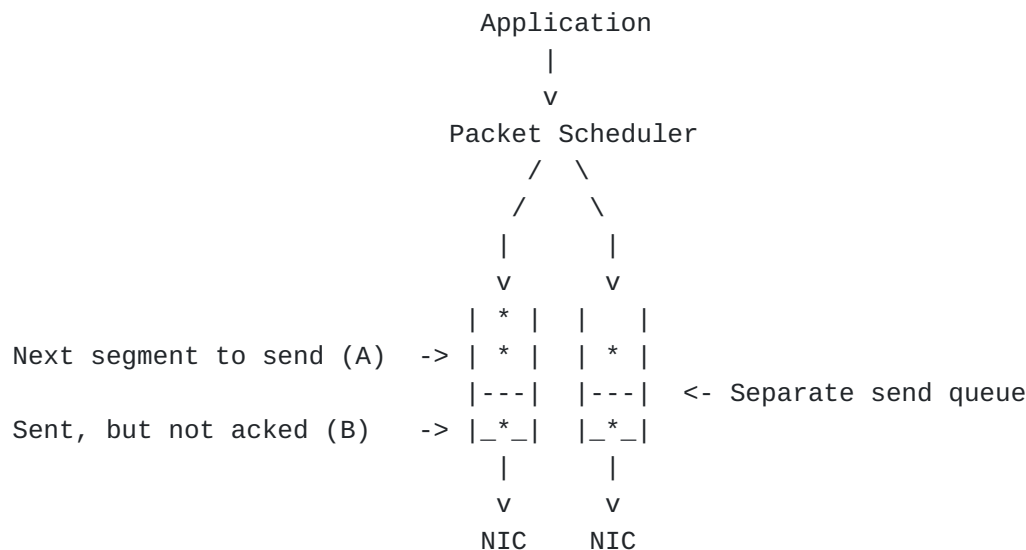 Application
|
v
Packet Scheduler
/ \
/ \
| |
v v
| * | | |
Next segment to send (A) -> | * | | * |
|---| |---| <- Separate send queue
Sent, but not acked (B) -> |_*_| |_*_|
| |
v v
NIC NIC